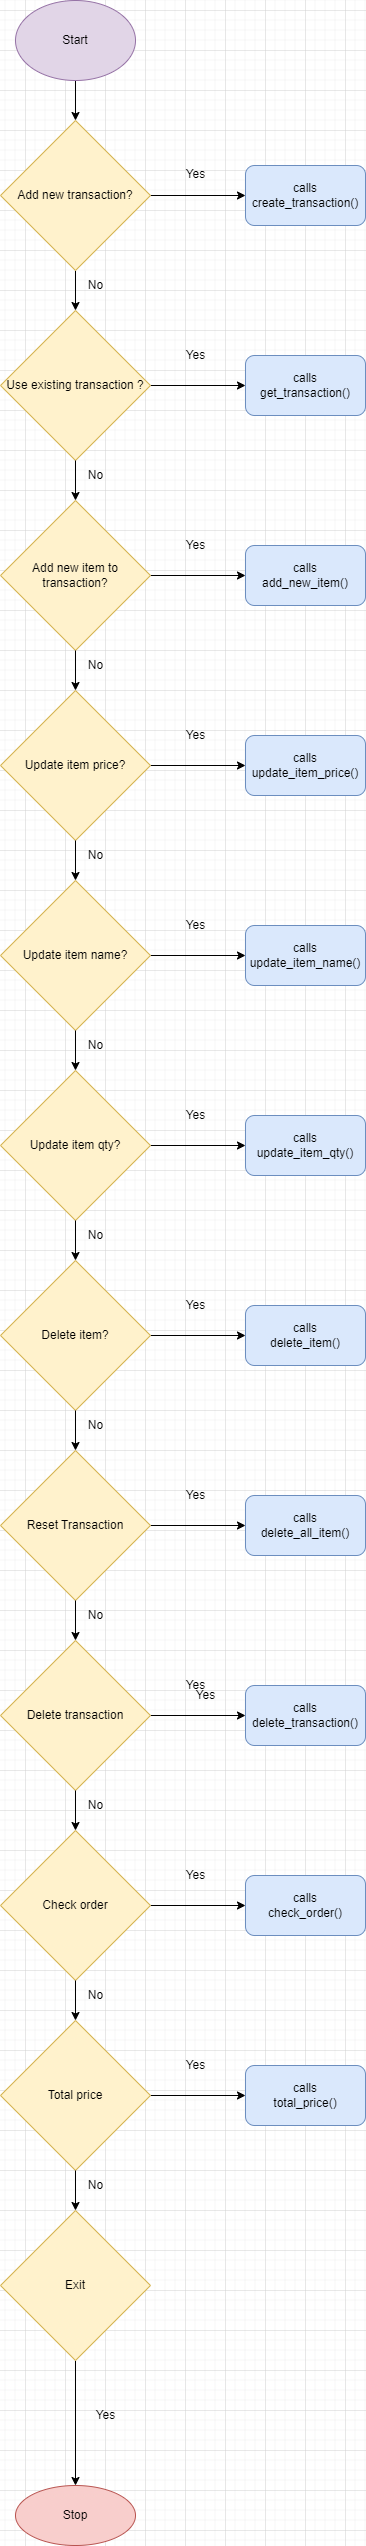 Start
Yes
Add new transaction?
calls
create_transaction()
No
Yes
Use existing transaction ?
calls
get_transaction()
No
Yes
Add new item to
transaction?
calls
add_new_item()
No
Yes
Update item price?
calls
update_item_price()
No
Yes
Update item name?
calls
update_item_name()
No
Yes
Update item qty?
calls
update_item_qty()
No
Yes
Delete item?
calls
delete_item()
No
Yes
Reset Transaction
calls
delete_all_item()
No
Yes
Yes
Delete transaction
calls
delete_transaction()
No
Yes
Check order
calls
check_order()
No
Yes
Total price
calls
total_price()
No
Exit
Yes
Stop